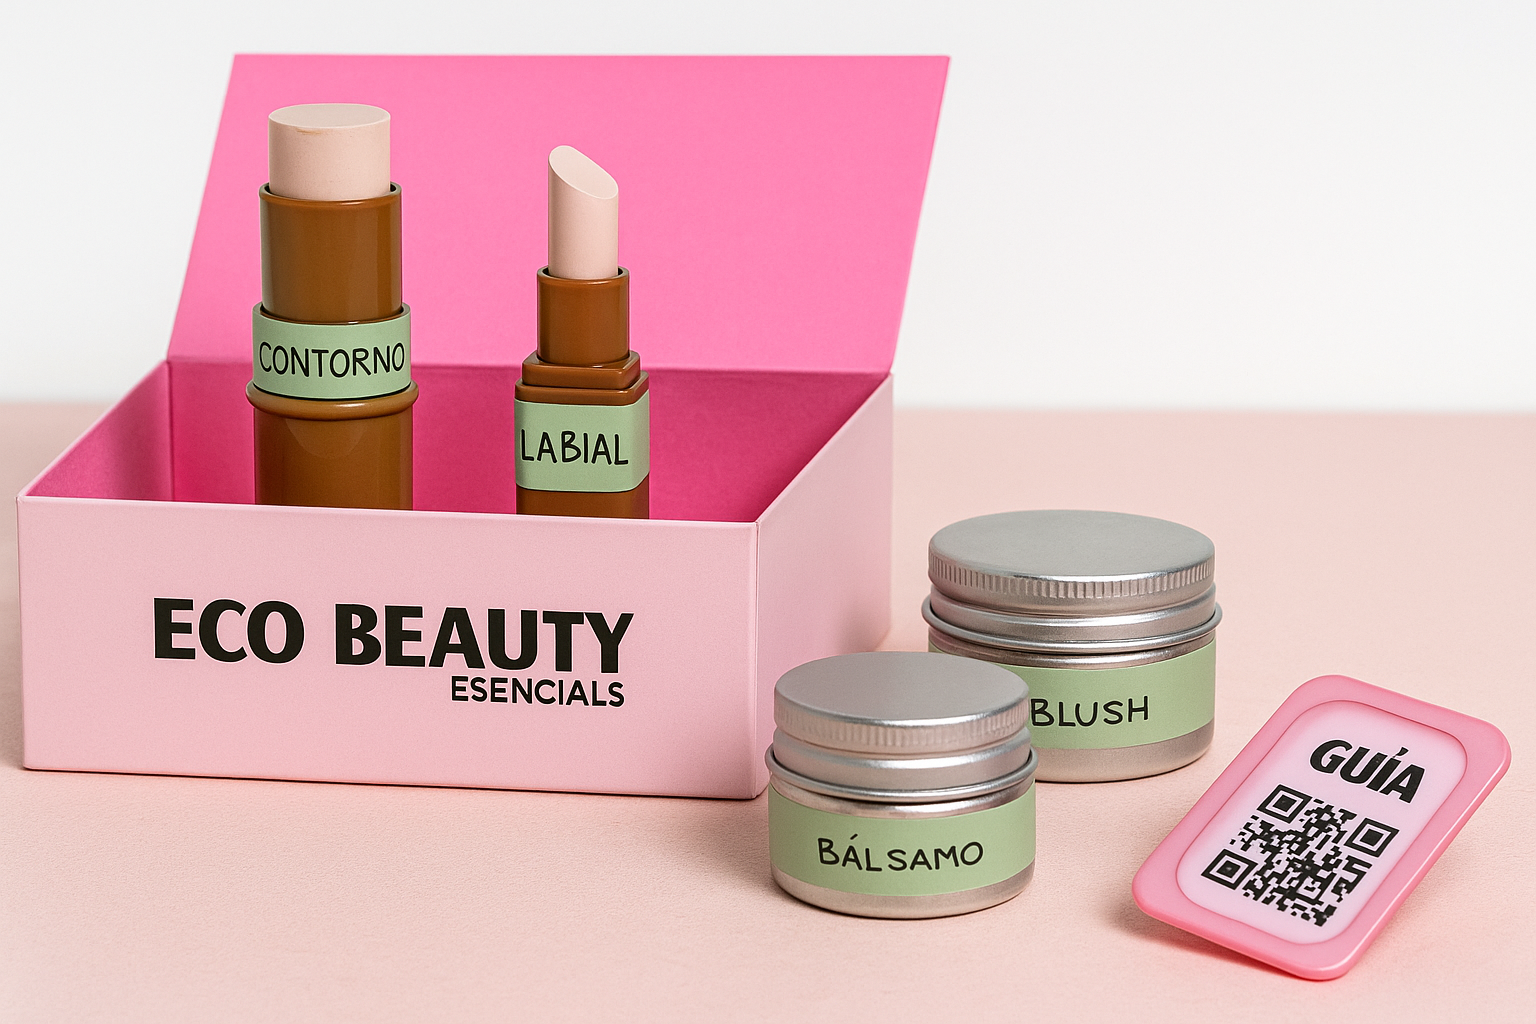 CONTORNO
LABIAL
ECO BEAUTY
ESENCIALS
BLUSH
BÁLSAMO
GUÍA